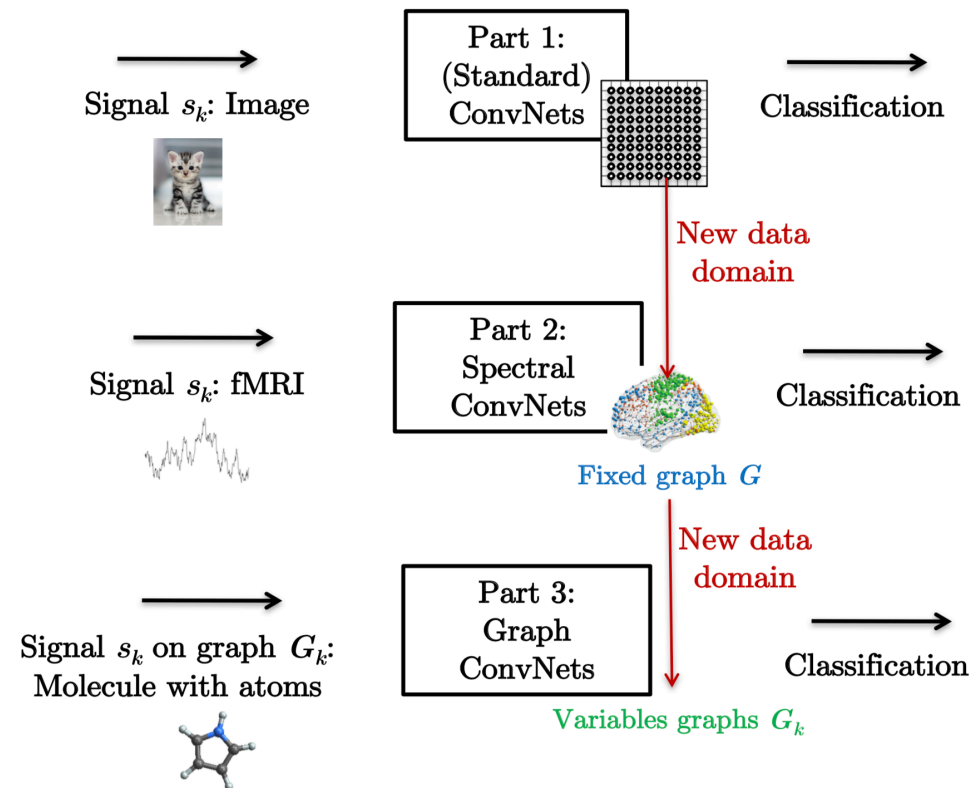 Signal s_k: Image
Part 1:
(Standard)
ConvNets
Classification
New data
domain
Signal s_k: fMRI
Part 2:
Spectral
ConvNets
Classification
Fixed graph G
New data
domain
Signal s_k on graph G_k:
Molecule with atoms
Part 3:
Graph
ConvNets
Classification
Variables graphs G_k